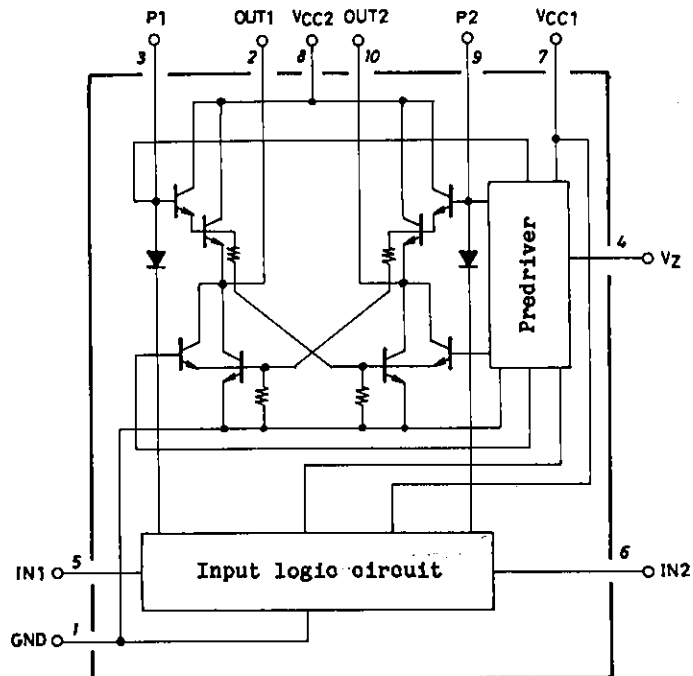 P1 OUT1 VCC2 OUT2 P2 VCC1
3 2 8 10 9 7
4
VZ
Predriver
Input logic circuit
5
IN1
6
IN2
1
GND